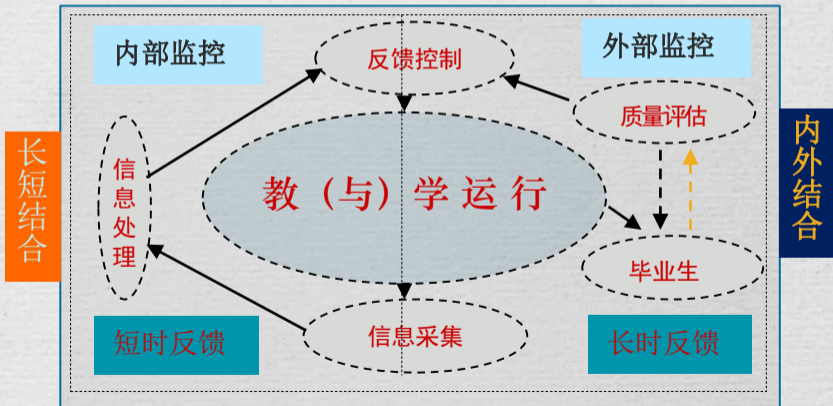 内部监控
反馈控制
外部监控
质量评估
长短结合
信息处理
教（与）学运行
内外结合
毕业生
短时反馈
信息采集
长时反馈